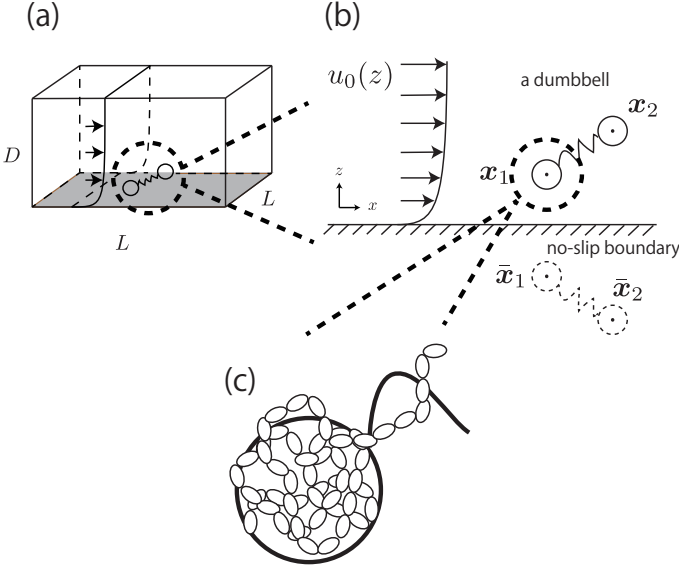 (a)
D
L
L
(b)
u₀(z)
a dumbbell
x₂
x₁
z
x
no-slip boundary
x̄₁
x̄₂
(c)